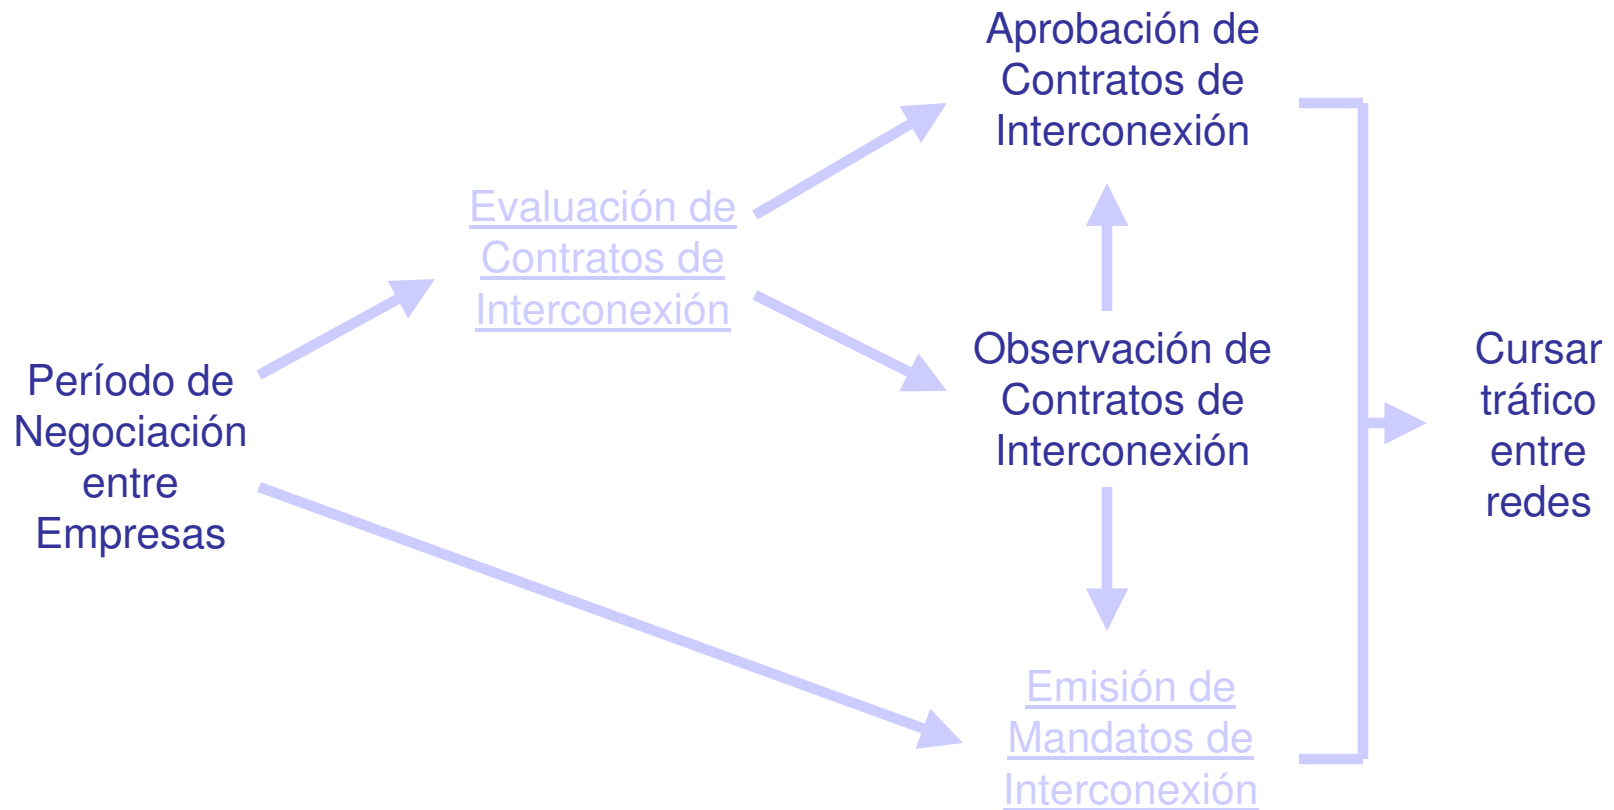 Período de
Negociación
entre
Empresas
Evaluación de
Contratos de
Interconexión
Aprobación de
Contratos de
Interconexión
Observación de
Contratos de
Interconexión
Emisión de
Mandatos de
Interconexión
Cursar
tráfico
entre
redes